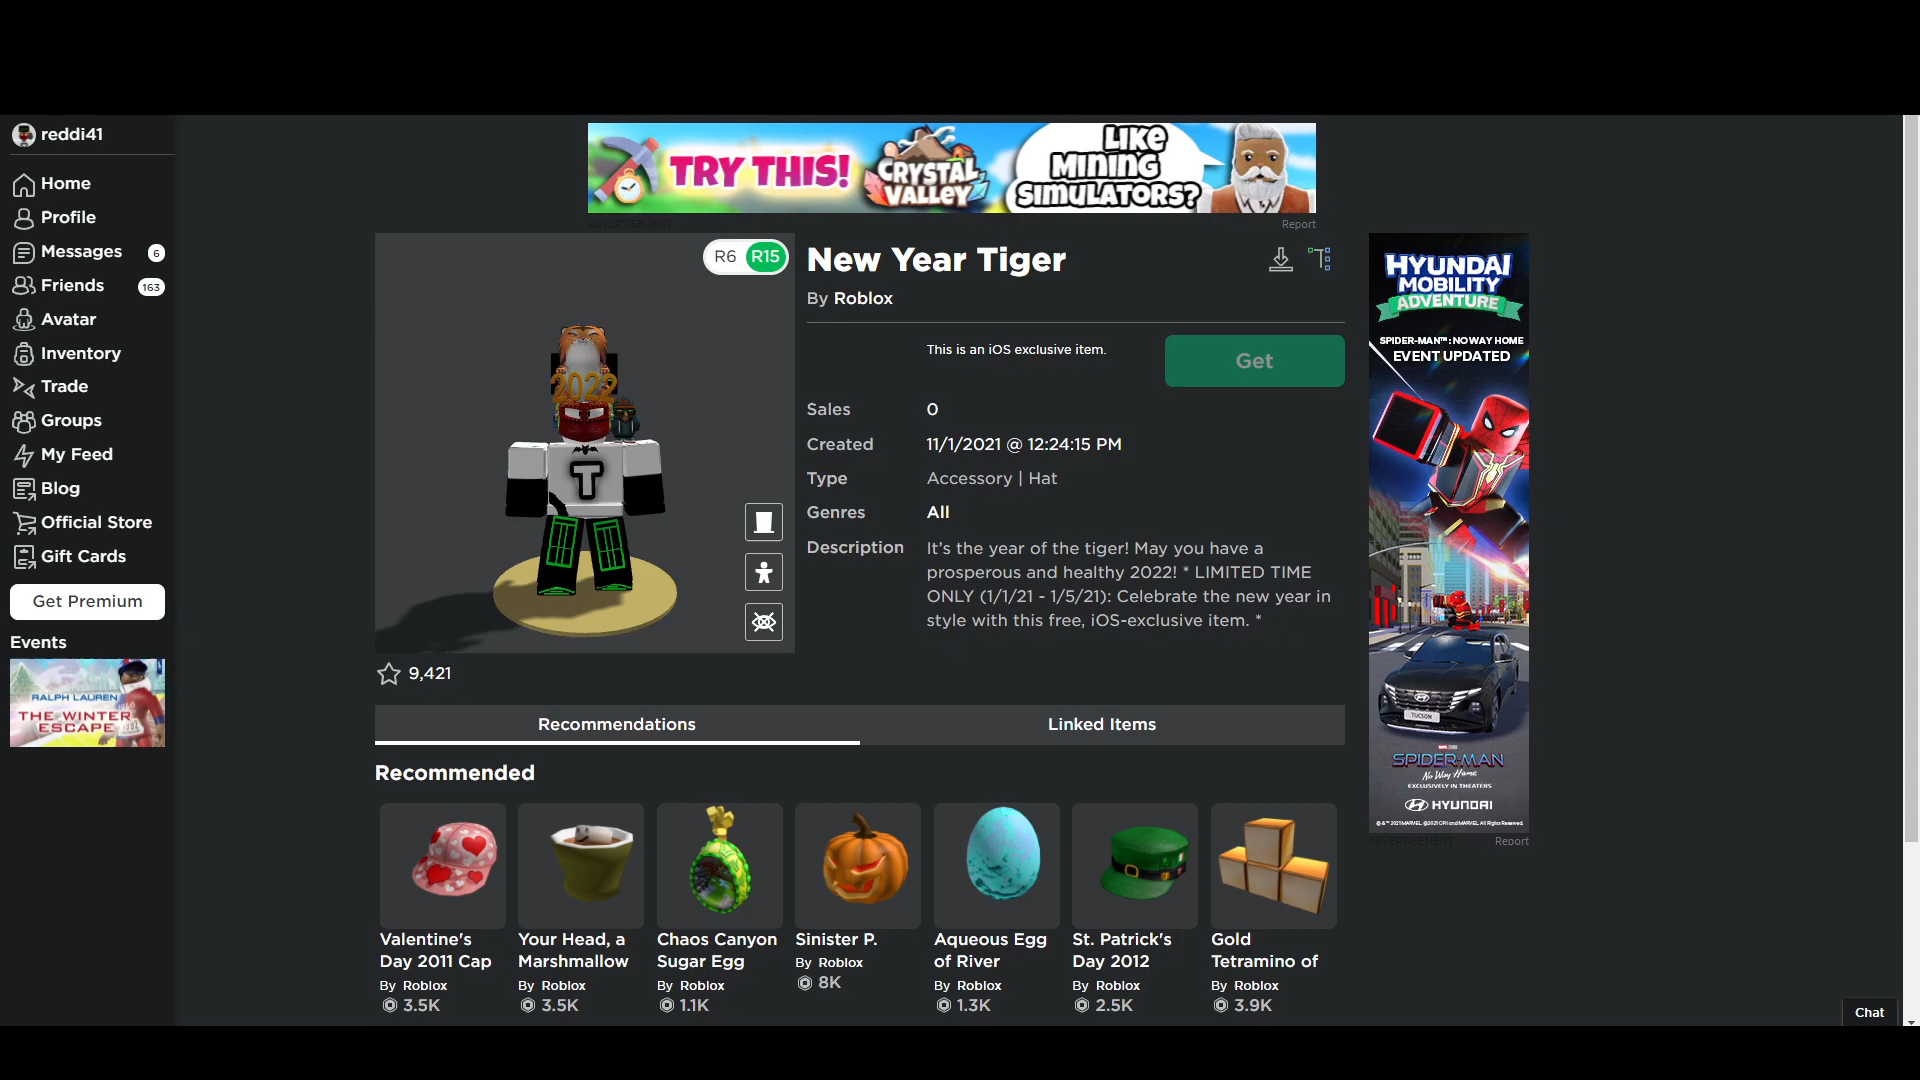 reddi41
Home
Profile
Messages 6
Friends 163
Avatar
Inventory
Trade
Groups
My Feed
Blog
Official Store
Gift Cards
Get Premium
Events
RALPH LAUREN
THE WINTER
ESCAPE
TRY THIS!
CRYSTAL
VALLEY
LIKE
MINING
SIMULATORS?
ADVERTISEMENT
Report
R6 R15
2022
T
9,421
New Year Tiger
By Roblox
This is an iOS exclusive item.
Get
Sales 0
Created 11/1/2021 @ 12:24:15 PM
Type Accessory | Hat
Genres All
Description It's the year of the tiger! May you have a
prosperous and healthy 2022! * LIMITED TIME
ONLY (1/1/21 - 1/5/21): Celebrate the new year in
style with this free, iOS-exclusive item. *
HYUNDAI
MOBILITY
ADVENTURE
SPIDER-MAN™: NO WAY HOME
EVENT UPDATED
TUCSON
SPIDER-MAN
No Way Home
EXCLUSIVELY IN THEATERS
HYUNDAI
ADVERTISEMENT
Report
Recommendations
Linked Items
Recommended
Valentine's
Day 2011 Cap
By Roblox
3.5K
Your Head, a
Marshmallow
By Roblox
3.5K
Chaos Canyon
Sugar Egg
By Roblox
1.1K
Sinister P.
By Roblox
8K
Aqueous Egg
of River
By Roblox
1.3K
St. Patrick's
Day 2012
By Roblox
2.5K
Gold
Tetramino of
By Roblox
3.9K
Chat